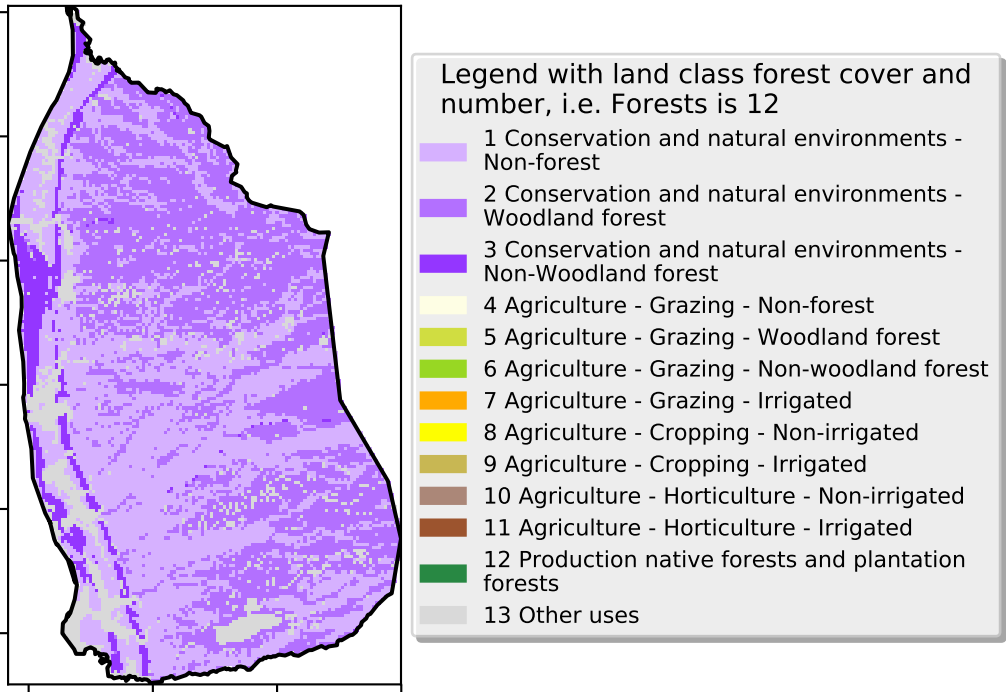 Legend with land class forest cover and
number, i.e. Forests is 12
1 Conservation and natural environments -
Non-forest
2 Conservation and natural environments -
Woodland forest
3 Conservation and natural environments -
Non-Woodland forest
4 Agriculture - Grazing - Non-forest
5 Agriculture - Grazing - Woodland forest
6 Agriculture - Grazing - Non-woodland forest
7 Agriculture - Grazing - Irrigated
8 Agriculture - Cropping - Non-irrigated
9 Agriculture - Cropping - Irrigated
10 Agriculture - Horticulture - Non-irrigated
11 Agriculture - Horticulture - Irrigated
12 Production native forests and plantation
forests
13 Other uses